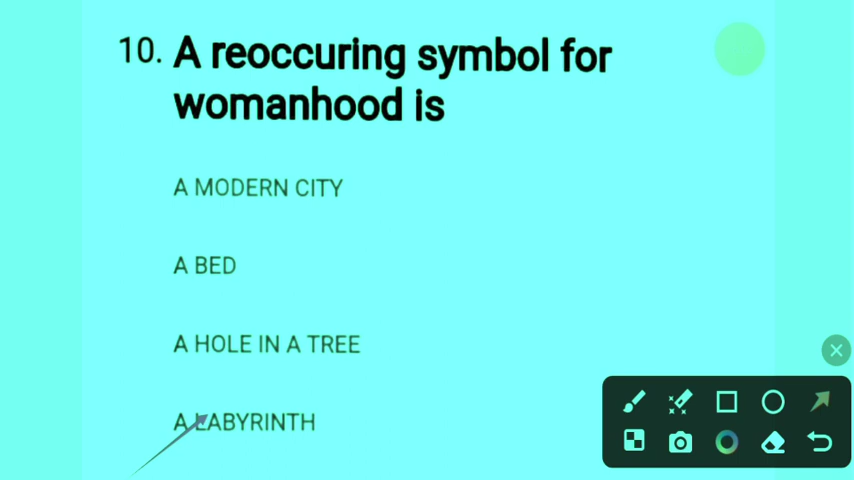 10. A reoccuring symbol for
womanhood is
A MODERN CITY
A BED
A HOLE IN A TREE
A LABYRINTH